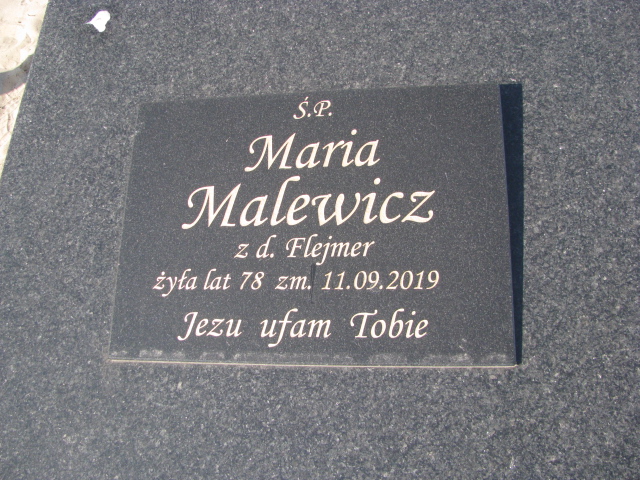 Ś.P.
Maria
Malewicz
z d. Flejmer
żyła lat 78 zm. 11.09.2019
Jezu ufam Tobie